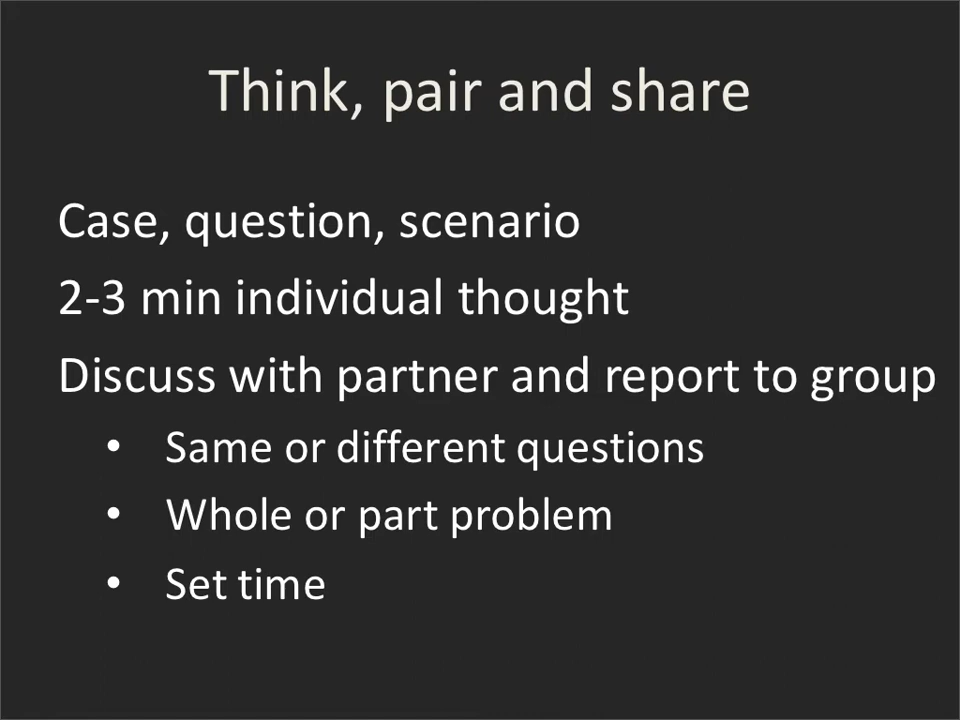 Think, pair and share
Case, question, scenario
2-3 min individual thought
Discuss with partner and report to group
• Same or different questions
• Whole or part problem
• Set time